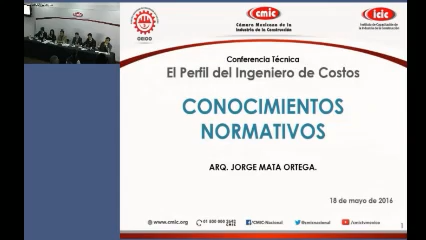 cmic
Cámara Mexicana de la
Industria de la Construcción
icic
Conferencia Técnica
El Perfil del Ingeniero de Costos
CONOCIMIENTOS
NORMATIVOS
ARQ. JORGE MATA ORTEGA.
18 de mayo de 2016
www.cmic.org
1